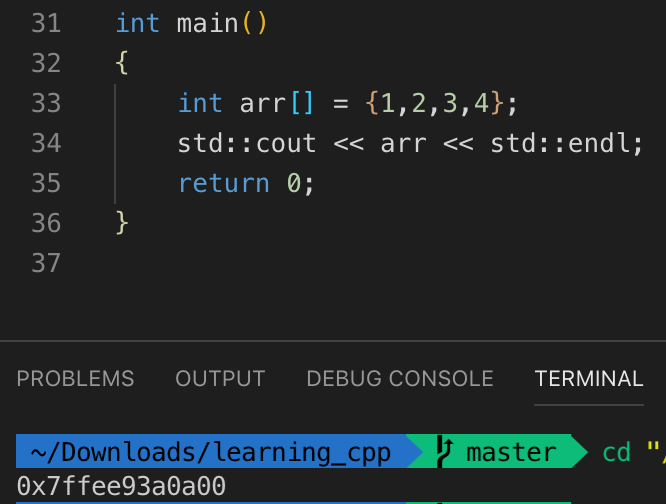 31 int main()
32 {
33 int arr[] = {1,2,3,4};
34 std::cout << arr << std::endl;
35 return 0;
36 }
37
PROBLEMS OUTPUT DEBUG CONSOLE TERMINAL
~/Downloads/learning_cpp master cd "/
0x7ffee93a0a00